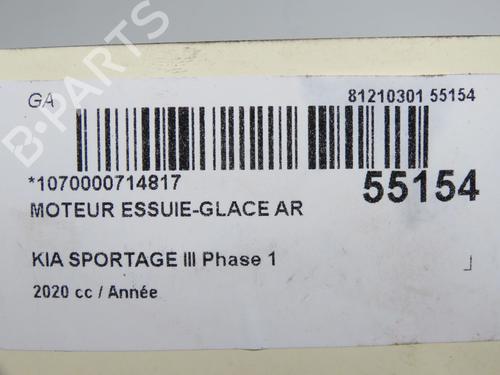 GA
81210301 55154
*1070000714817
55154
MOTEUR ESSUIE-GLACE AR
KIA SPORTAGE III Phase 1
2020 cc / Année
B-PARTS